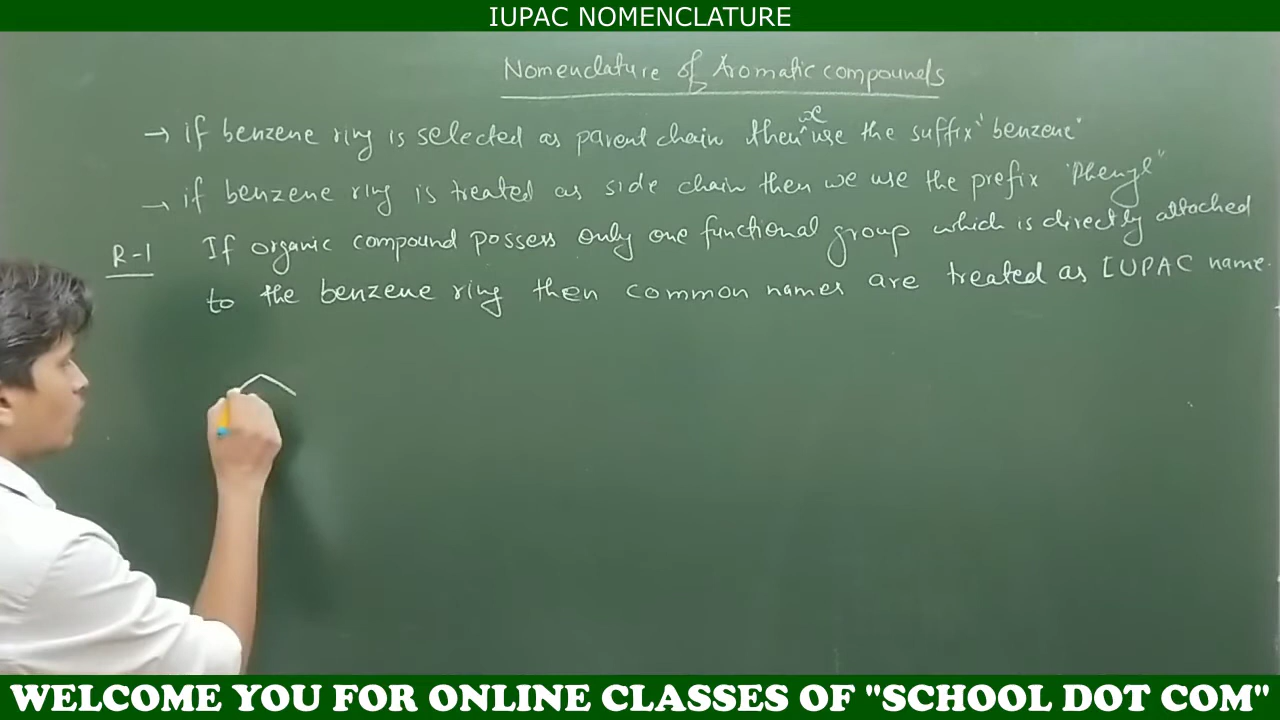 IUPAC NOMENCLATURE
Nomenclature of Aromatic compounds
→ if benzene ring is selected as parent chain then we use the suffix "benzene"
→ if benzene ring is treated as side chain then we use the prefix "Phenyl"
R-1 If organic compound possess only one functional group which is directly attached
to the benzene ring then common names are treated as IUPAC name.
WELCOME YOU FOR ONLINE CLASSES OF "SCHOOL DOT COM"